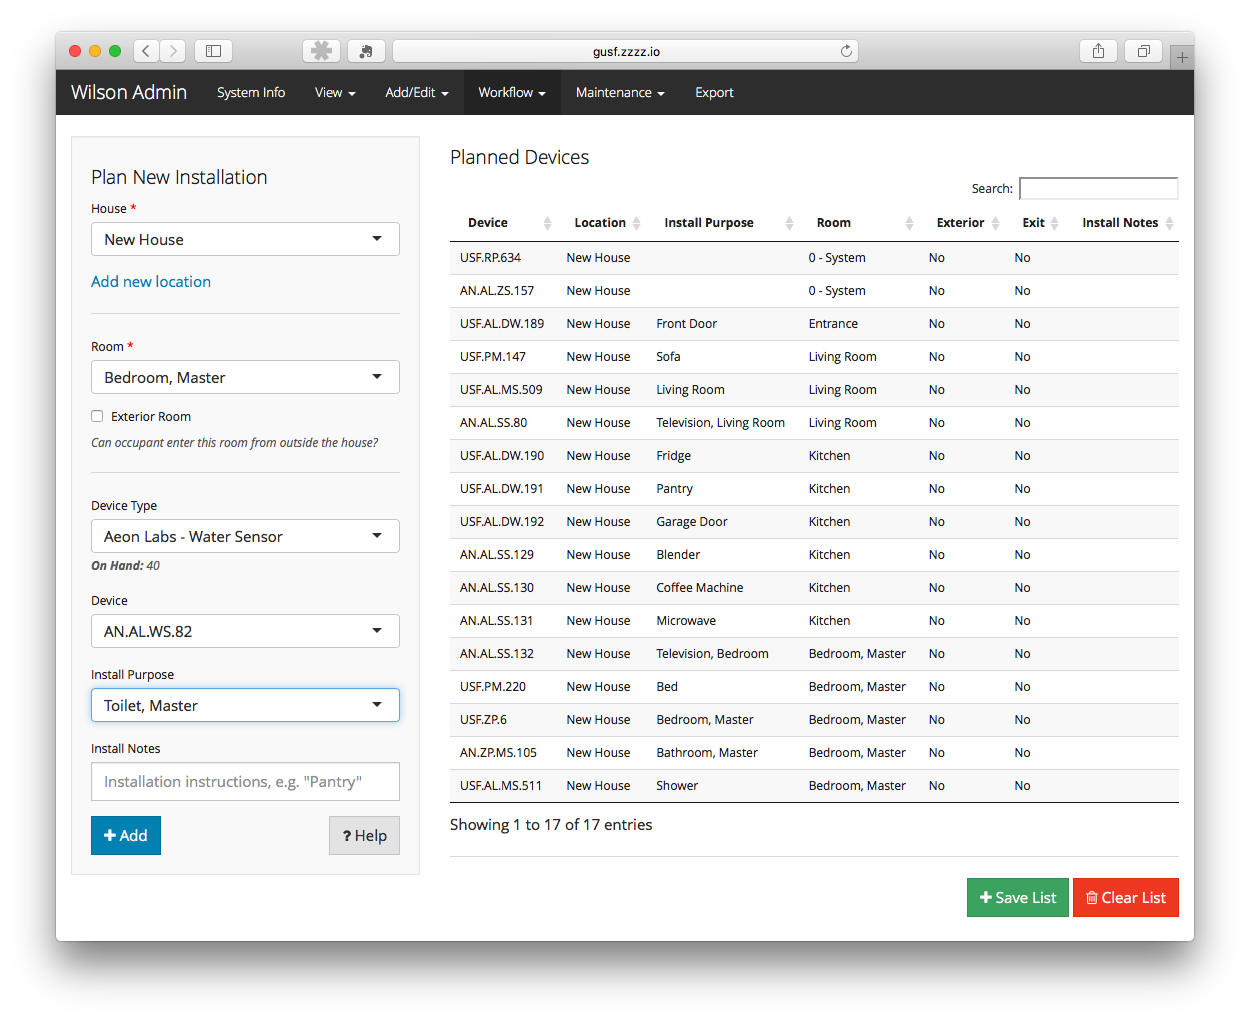 gusf.zzzz.io
Wilson Admin System Info View Add/Edit Workflow Maintenance Export
Plan New Installation
House *
New House
Add new location
Room *
Bedroom, Master
Exterior Room
Can occupant enter this room from outside the house?
Device Type
Aeon Labs - Water Sensor
On Hand: 40
Device
AN.AL.WS.82
Install Purpose
Toilet, Master
Install Notes
Installation instructions, e.g. "Pantry"
+ Add
? Help
Planned Devices
Search:
Device Location Install Purpose Room Exterior Exit Install Notes
USF.RP.634 New House 0 - System No No
AN.AL.ZS.157 New House 0 - System No No
USF.AL.DW.189 New House Front Door Entrance No No
USF.PM.147 New House Sofa Living Room No No
USF.AL.MS.509 New House Living Room Living Room No No
AN.AL.SS.80 New House Television, Living Room Living Room No No
USF.AL.DW.190 New House Fridge Kitchen No No
USF.AL.DW.191 New House Pantry Kitchen No No
USF.AL.DW.192 New House Garage Door Kitchen No No
AN.AL.SS.129 New House Blender Kitchen No No
AN.AL.SS.130 New House Coffee Machine Kitchen No No
AN.AL.SS.131 New House Microwave Kitchen No No
AN.AL.SS.132 New House Television, Bedroom Bedroom, Master No No
USF.PM.220 New House Bed Bedroom, Master No No
USF.ZP.6 New House Bedroom, Master Bedroom, Master No No
AN.ZP.MS.105 New House Bathroom, Master Bedroom, Master No No
USF.AL.MS.511 New House Shower Bedroom, Master No No
Showing 1 to 17 of 17 entries
+ Save List
Clear List